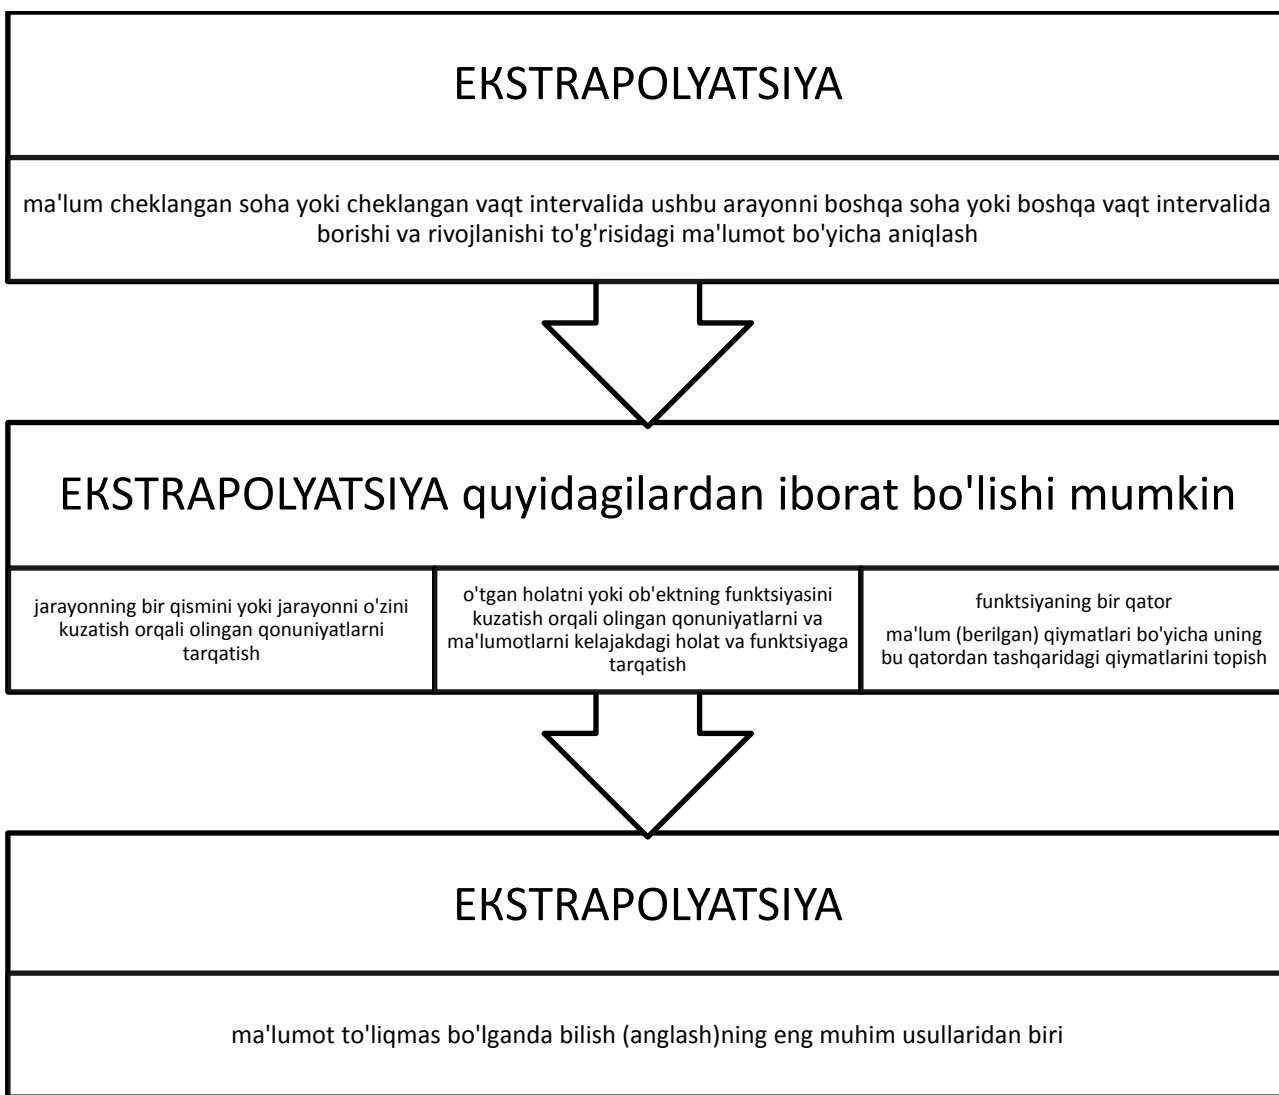 EKSTRAPOLYATSIYA
ma'lum cheklangan soha yoki cheklangan vaqt intervalida ushbu arayonni boshqa soha yoki boshqa vaqt intervalida
borishi va rivojlanishi to'g'risidagi ma'lumot bo'yicha aniqlash
EKSTRAPOLYATSIYA quyidagilardan iborat bo'lishi mumkin
jarayonning bir qismini yoki jarayonni o'zini
kuzatish orqali olingan qonuniyatlarni
tarqatish
o'tgan holatni yoki ob'ektning funktsiyasini
kuzatish orqali olingan qonuniyatlarni va
ma'lumotlarni kelajakdagi holat va funktsiyaga
tarqatish
funktsiyaning bir qator
ma'lum (berilgan) qiymatlari bo'yicha uning
bu qatordan tashqaridagi qiymatlarini topish
EKSTRAPOLYATSIYA
ma'lumot to'liqmas bo'lganda bilish (anglash)ning eng muhim usullaridan biri